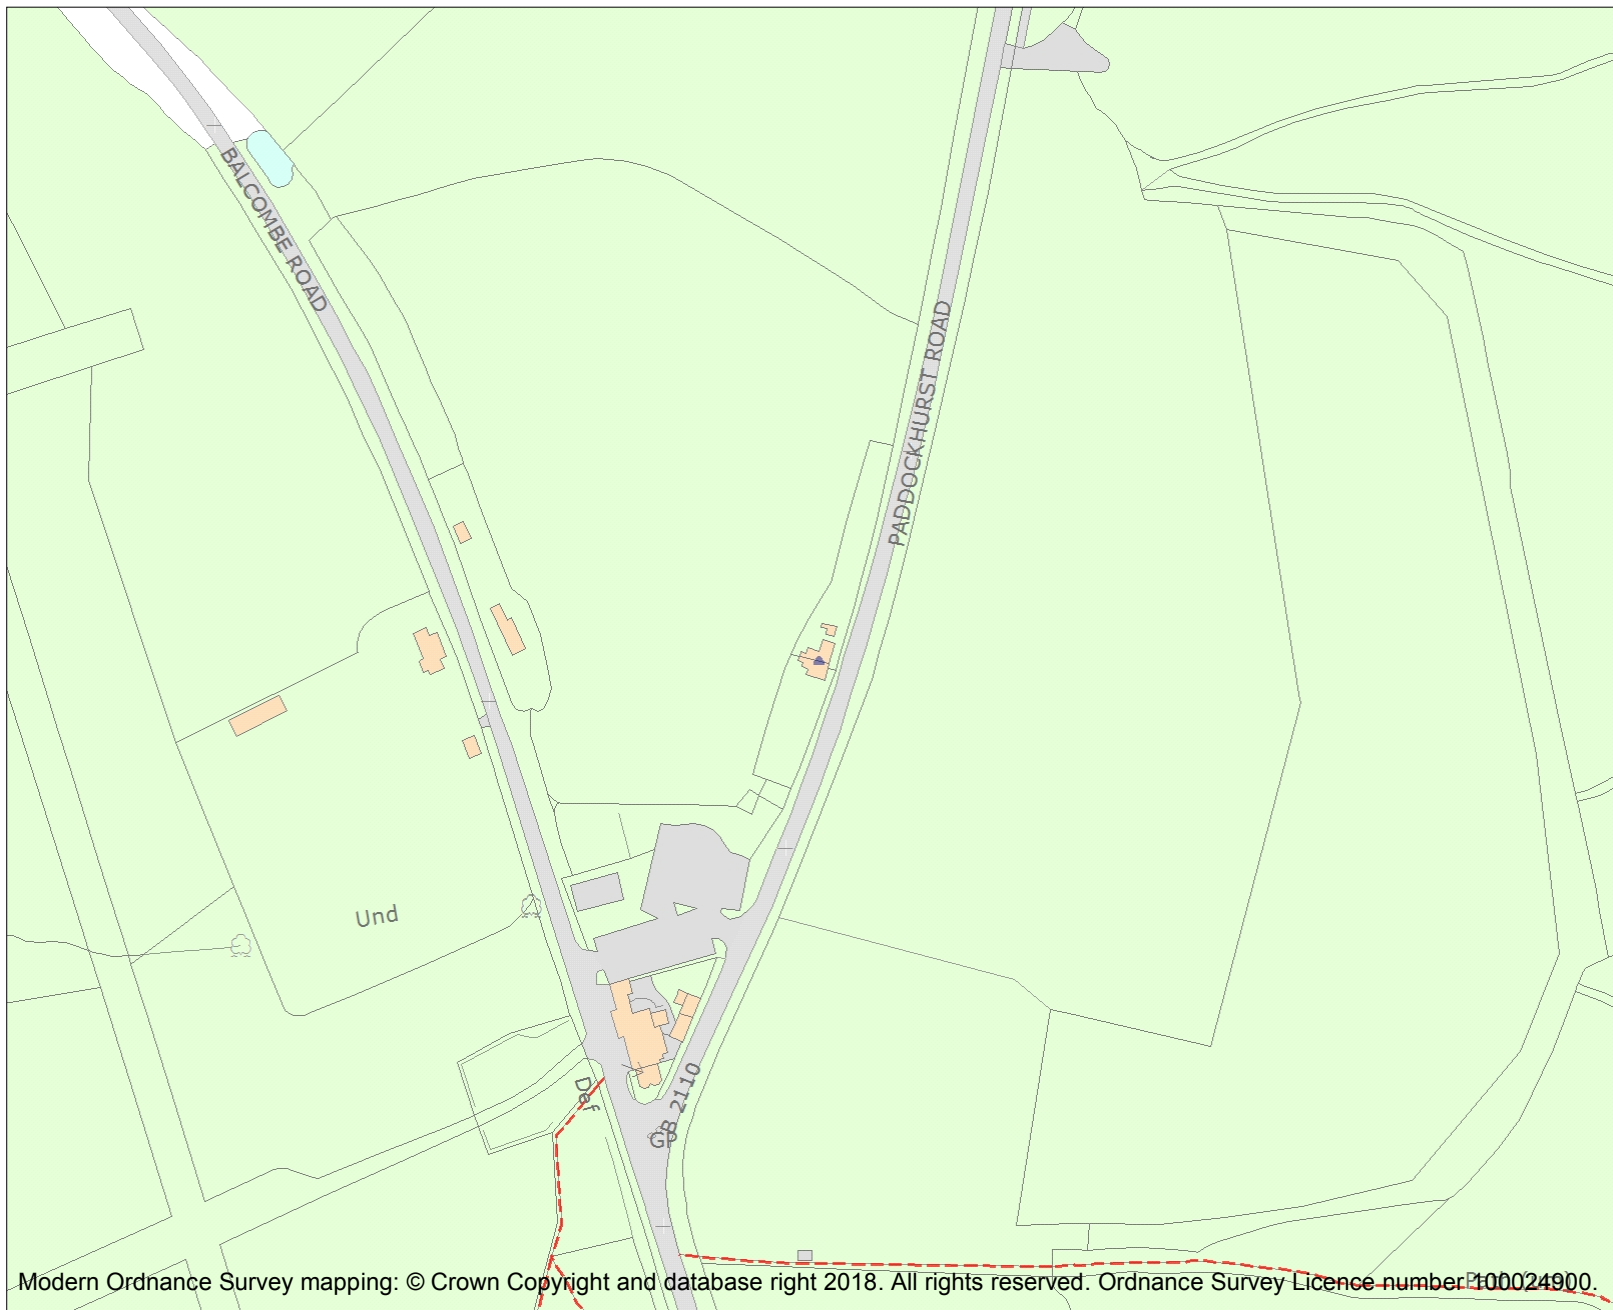 BALCOMBE ROAD
PADDOCKHURST ROAD
Und
Def
B 2110
GP
Modern Ordnance Survey mapping: © Crown Copyright and database right 2018. All rights reserved. Ordnance Survey Licence number 100024900.